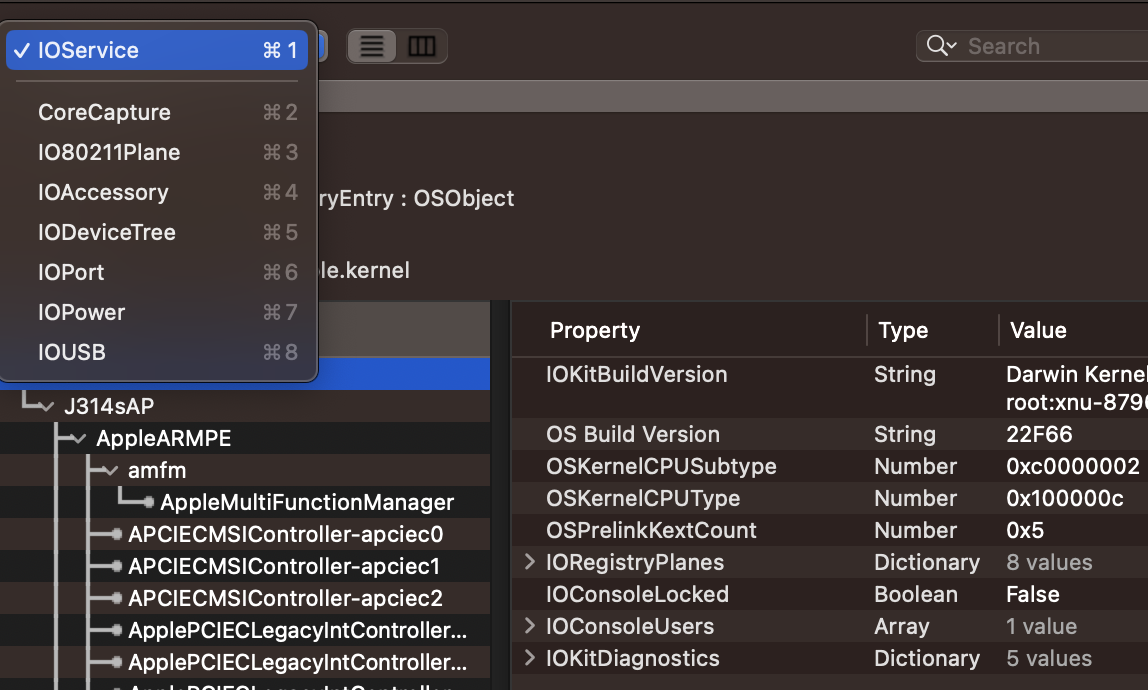 ✓ IOService ⌘ 1
Search
CoreCapture ⌘ 2
IO80211Plane ⌘ 3
IOAccessory ⌘ 4
ryEntry : OSObject
IODeviceTree ⌘ 5
IOPort ⌘ 6
le.kernel
IOPower ⌘ 7
IOUSB ⌘ 8
Property Type Value
IOKitBuildVersion String Darwin Kernel
root:xnu-8796
J314sAP
OS Build Version String 22F66
AppleARMPE
OSKernelCPUSubtype Number 0xc0000002
amfm
OSKernelCPUType Number 0x100000c
AppleMultiFunctionManager
OSPrelinkKextCount Number 0x5
APCIECMSIController-apciec0
IORegistryPlanes Dictionary 8 values
APCIECMSIController-apciec1
IOConsoleLocked Boolean False
APCIECMSIController-apciec2
IOConsoleUsers Array 1 value
ApplePCIECLegacyIntController...
IOKitDiagnostics Dictionary 5 values
ApplePCIECLegacyIntController...